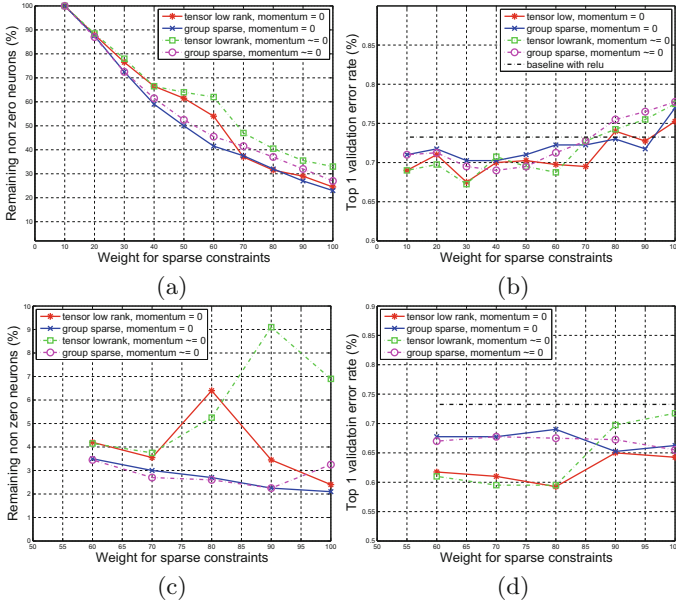 Remaining non zero neurons (%)
100
90
80
70
60
50
40
30
20
10
tensor low rank, momentum = 0
group sparse, momentum = 0
tensor lowrank, momentum ~= 0
group sparse, momentum ~= 0
0 10 20 30 40 50 60 70 80 90 100
Weight for sparse constraints
(a)
Top 1 validation error rate (%)
0.85
0.8
0.75
0.7
0.65
0.6
tensor low, momentum = 0
group sparse, momentum = 0
tensor lowrank, momentum ~= 0
group sparse, momentum ~= 0
baseline with relu
5 10 20 30 40 50 60 70 80 90 100
Weight for sparse constraints
(b)
Remaining non zero neurons (%)
10
9
8
7
6
5
4
3
2
1
0
tensor low rank, momentum = 0
group sparse, momentum = 0
tensor lowrank, momentum ~= 0
group sparse, momentum ~= 0
50 55 60 65 70 75 80 85 90 95 100
Weight for sparse constraints
(c)
Top 1 validatioin error rate (%)
0.9
0.85
0.8
0.75
0.7
0.65
0.6
0.55
0.5
tensor low rank, momentum = 0
group sparse, momentum = 0
tensor lowrank, momentum ~= 0
group sparse, momentum ~= 0
50 55 60 65 70 75 80 85 90 95 100
Weight for sparse constraints
(d)